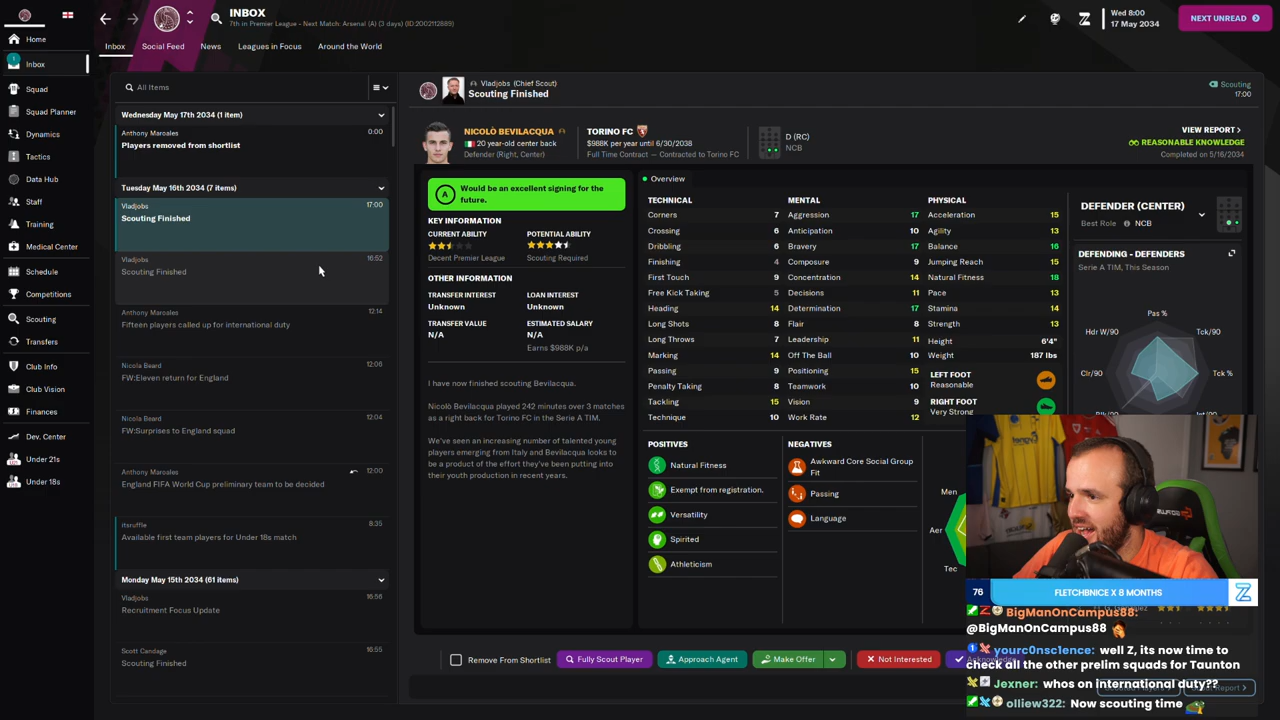 INBOX
7th in Premier League - Next Match: Arsenal (A) (3 days) (ID:2002112889)
Wed 8:00
17 May 2034
NEXT UNREAD
Inbox
Social Feed
News
Leagues in Focus
Around the World
Home
Inbox
Squad
Squad Planner
Dynamics
Tactics
Data Hub
Staff
Training
Medical Center
Schedule
Competitions
Scouting
Transfers
Club Info
Club Vision
Finances
Dev. Center
Under 21s
Under 18s
All Items
Wednesday May 17th 2034 (1 item)
Anthony Marcales 0:00
Players removed from shortlist
Tuesday May 16th 2034 (7 items)
Vladjobs 17:00
Scouting Finished
Vladjobs 16:52
Scouting Finished
Anthony Marcales 12:14
Fifteen players called up for international duty
Nicola Beard 12:06
FW:Eleven return for England
Nicola Beard 12:04
FW:Surprises to England squad
Anthony Marcales 12:00
England FIFA World Cup preliminary team to be decided
itsruffle 8:35
Available first team players for Under 18s match
Monday May 15th 2034 (61 items)
Vladjobs 16:56
Recruitment Focus Update
Scott Candage 16:55
Scouting Finished
Vladjobs (Chief Scout)
Scouting Finished
Scouting
17:00
NICOLÒ BEVILACQUA
20 year-old center back
Defender (Right, Center)
TORINO FC
$988K per year until 6/30/2038
Full Time Contract - Contracted to Torino FC
D (RC)
NCB
VIEW REPORT
REASONABLE KNOWLEDGE
Completed on 5/16/2034
A
Would be an excellent signing for the future.
KEY INFORMATION
CURRENT ABILITY
Decent Premier League
POTENTIAL ABILITY
Scouting Required
OTHER INFORMATION
TRANSFER INTEREST
Unknown
LOAN INTEREST
Unknown
TRANSFER VALUE
N/A
ESTIMATED SALARY
N/A
Earns $988K p/a
I have now finished scouting Bevilacqua.
Nicolò Bevilacqua played 242 minutes over 3 matches
as a right back for Torino FC in the Serie A TIM.
We've seen an increasing number of talented young
players emerging from Italy and Bevilacqua looks to
be a product of the effort they've been putting into
their youth production in recent years.
Overview
TECHNICAL
Corners 7
Crossing 6
Dribbling 6
Finishing 4
First Touch 9
Free Kick Taking 5
Heading 14
Long Shots 8
Long Throws 7
Marking 14
Passing 9
Penalty Taking 8
Tackling 15
Technique 10
MENTAL
Aggression 17
Anticipation 10
Bravery 17
Composure 9
Concentration 14
Decisions 11
Determination 17
Flair 8
Leadership 11
Off The Ball 10
Positioning 15
Teamwork 10
Vision 9
Work Rate 12
PHYSICAL
Acceleration 15
Agility 13
Balance 16
Jumping Reach 15
Natural Fitness 18
Pace 13
Stamina 14
Strength 13
Height 6'4"
Weight 187 lbs
LEFT FOOT
Reasonable
RIGHT FOOT
Very Strong
DEFENDER (CENTER)
Best Role NCB
DEFENDING - DEFENDERS
Serie A TIM, This Season
Pas %
Hdr W/90
Tck/90
Clr/90
Tck %
POSITIVES
Natural Fitness
Exempt from registration.
Versatility
Spirited
Athleticism
NEGATIVES
Awkward Core Social Group Fit
Passing
Language
Men
Aer
Tec
Remove From Shortlist
Fully Scout Player
Approach Agent
Make Offer
Not Interested
76
FLETCHBNICE X 8 MONTHS
Z
BigManOnCampus88:
@BigManOnCampus88
yourc0nsc1ence: well Z, its now time to
check all the other prelim squads for Taunton
Jexner: whos on international duty??
olliew322: Now scouting time